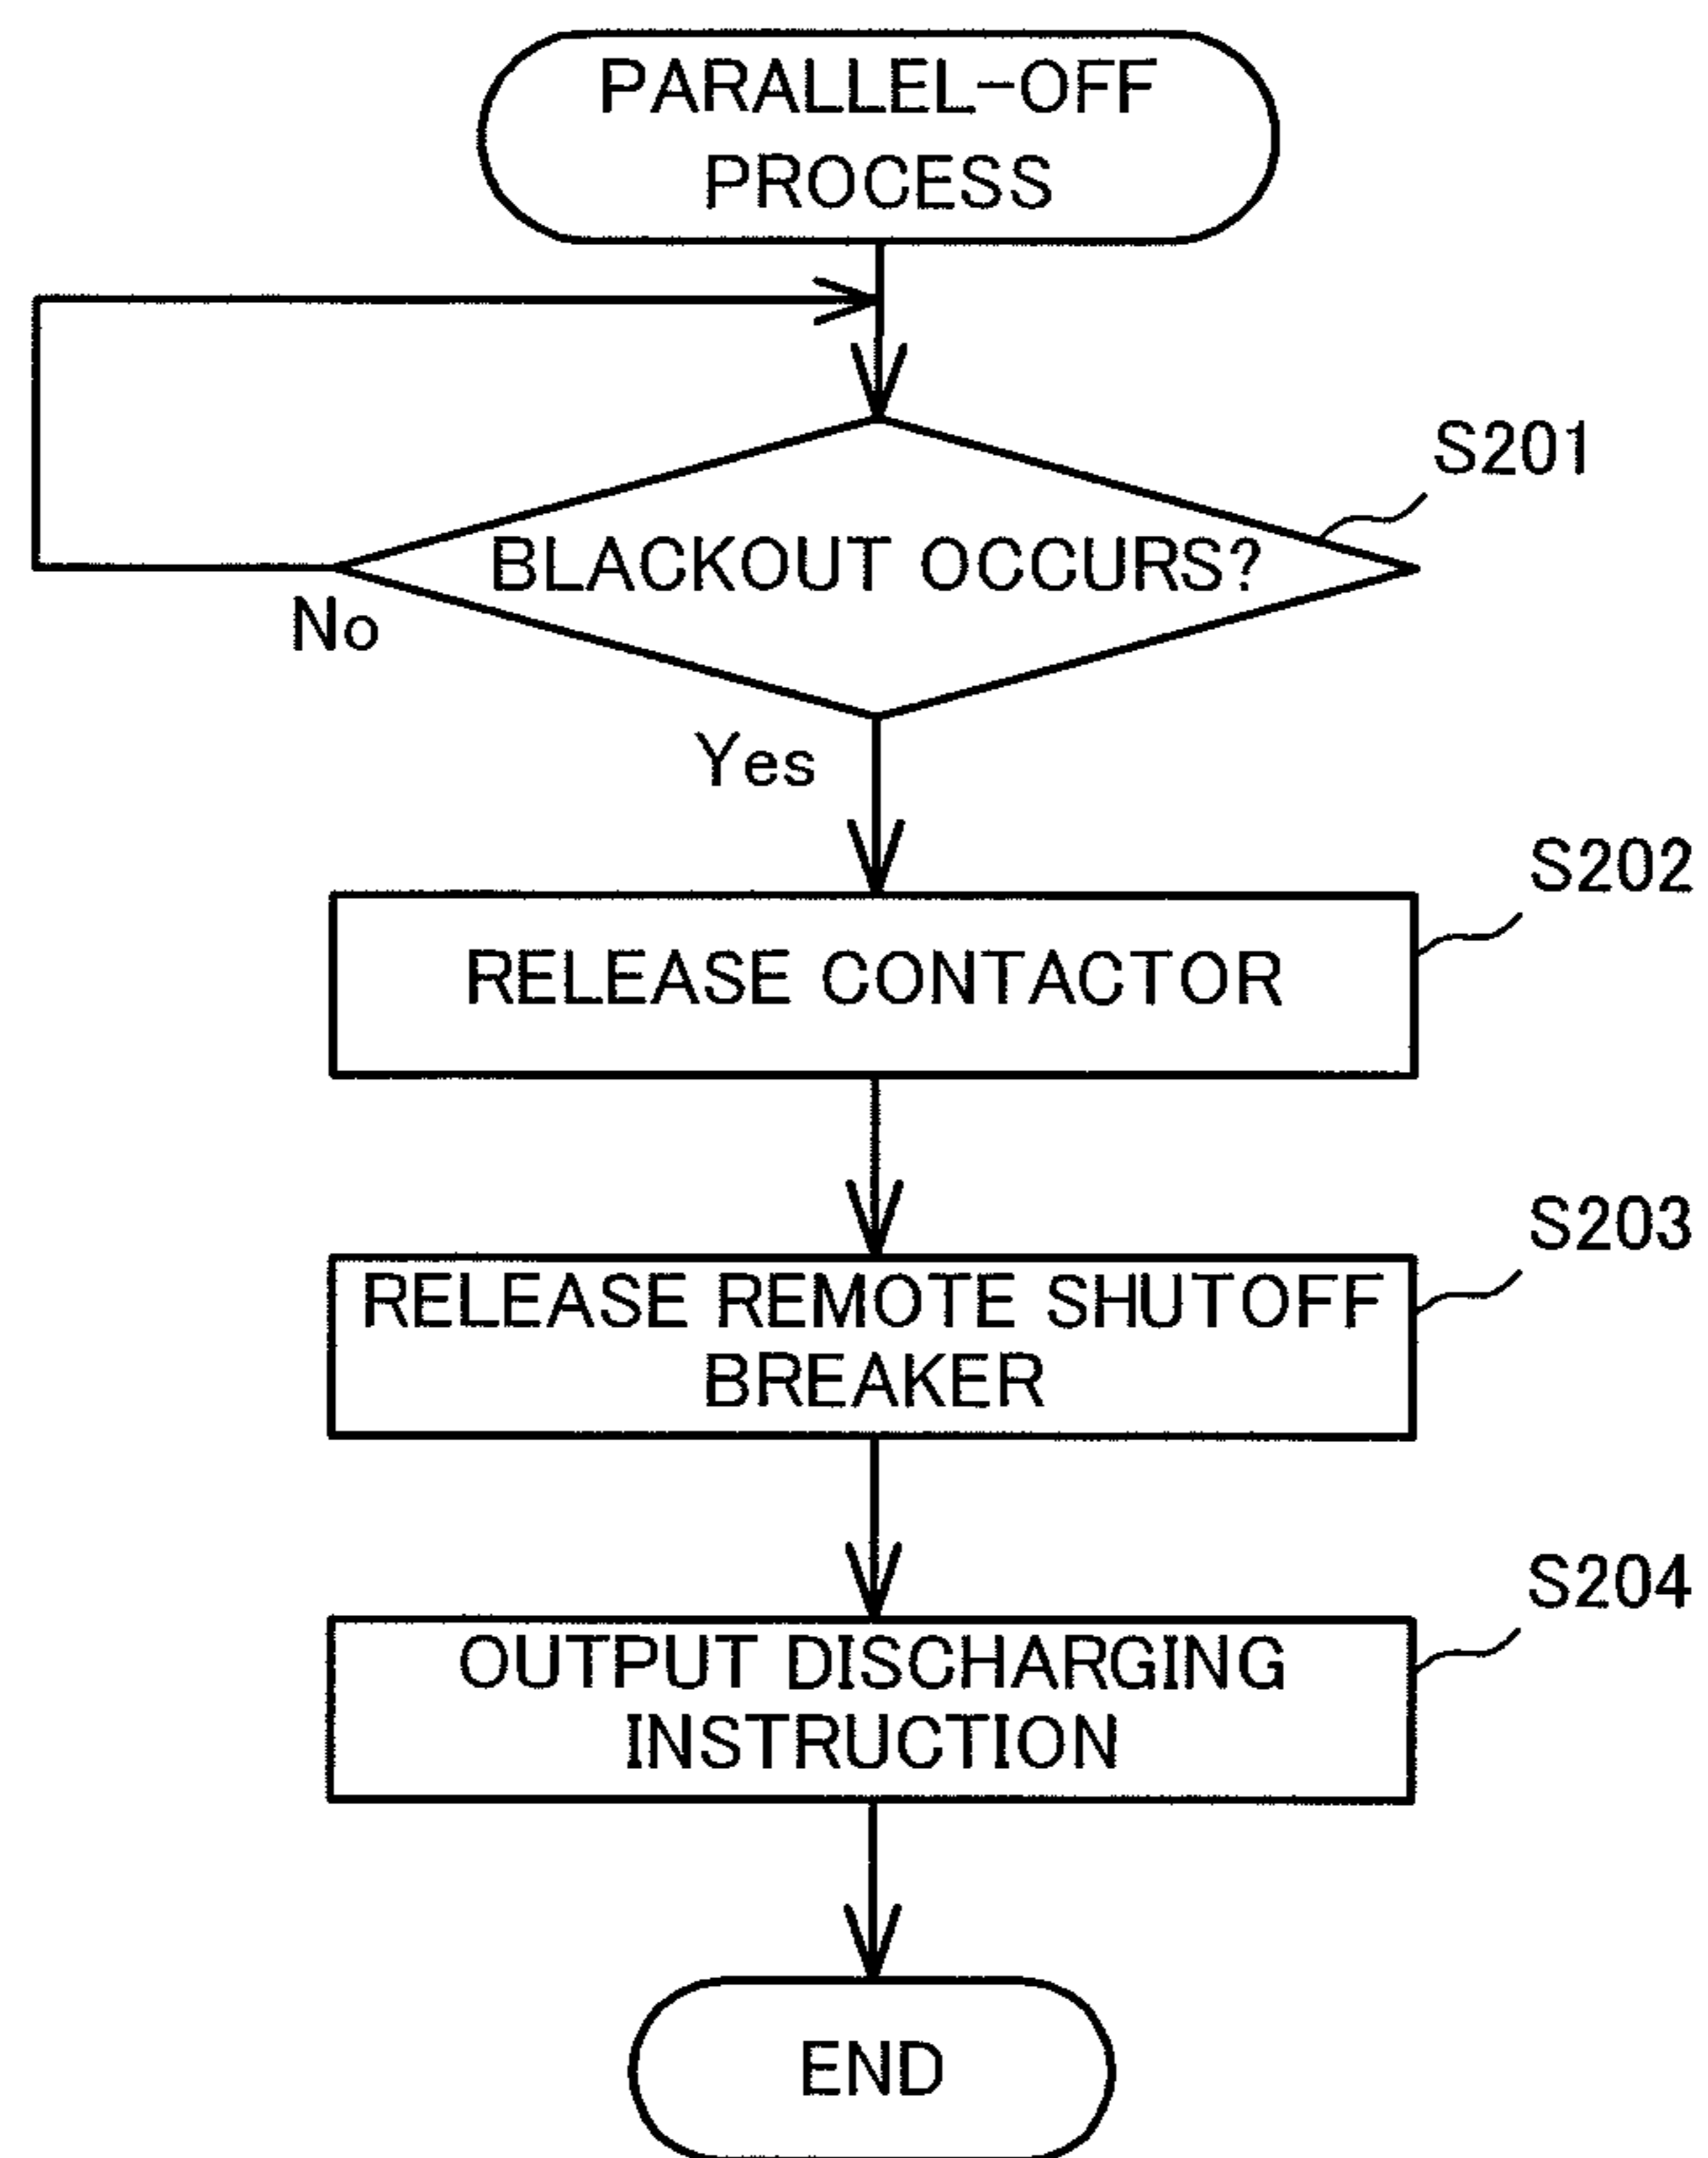 PARALLEL-OFF
PROCESS
S201
BLACKOUT OCCURS?
No
Yes
S202
RELEASE CONTACTOR
S203
RELEASE REMOTE SHUTOFF
BREAKER
S204
OUTPUT DISCHARGING
INSTRUCTION
END